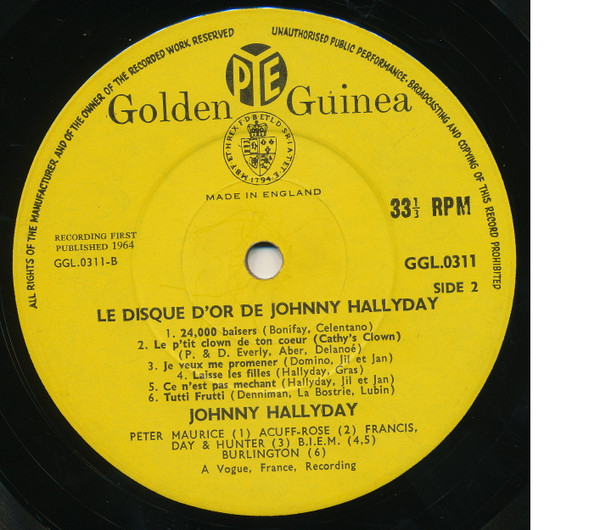 ALL RIGHTS OF THE MANUFACTURER AND OF THE OWNER OF THE RECORDED WORK RESERVED
UNAUTHORISED PUBLIC PERFORMANCE, BROADCASTING AND COPYING OF THIS RECORD PROHIBITED
PYE
Golden Guinea
1794
MADE IN ENGLAND
33⅓ RPM
RECORDING FIRST
PUBLISHED 1964
GGL.0311-B
GGL.0311
SIDE 2
LE DISQUE D'OR DE JOHNNY HALLYDAY
1. 24,000 baisers (Bonifay, Celentano)
2. Le p'tit clown de ton coeur (Cathy's Clown)
(P. & D. Everly, Aber, Delanoé)
3. Je veux me promener (Domino, Jil et Jan)
4. Laisse les filles (Hallyday, Gras)
5. Ce n'est pas mechant (Hallyday, Jil et Jan)
6. Tutti Frutti (Denniman, La Bostrie, Lubin)
JOHNNY HALLYDAY
PETER MAURICE (1) ACUFF-ROSE (2) FRANCIS,
DAY & HUNTER (3) B.I.E.M. (4,5)
BURLINGTON (6)
A Vogue, France, Recording